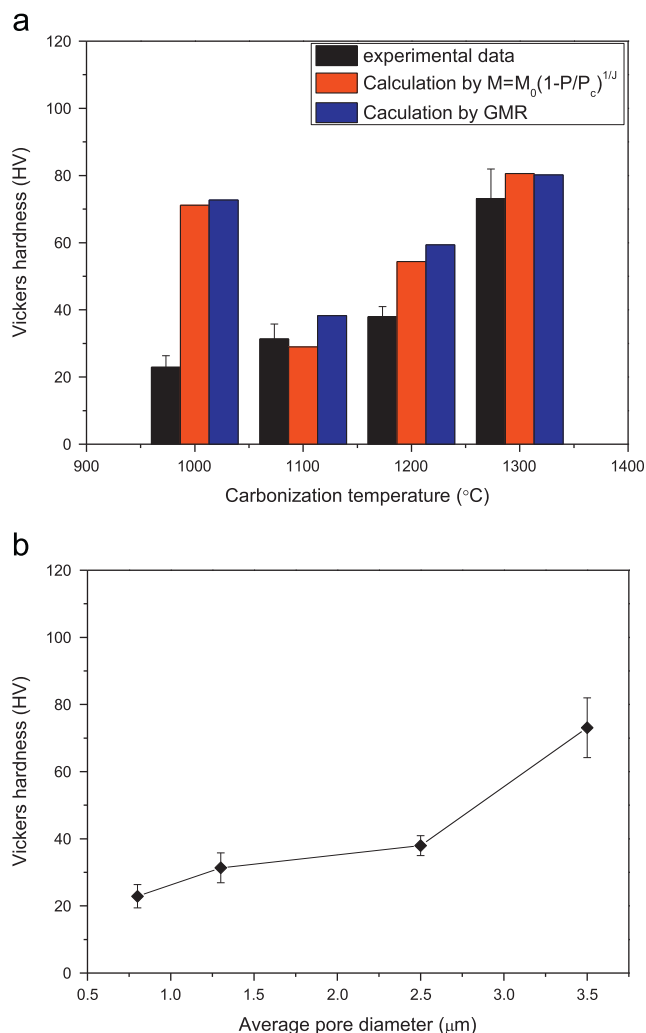 a
120
100
80
60
40
20
0
Vickers hardness (HV)
experimental data
Calculation by M=M0(1-P/Pc)1/J
Caculation by GMR
900 1000 1100 1200 1300 1400
Carbonization temperature (°C)
b
120
100
80
60
40
20
0
Vickers hardness (HV)
0.5 1.0 1.5 2.0 2.5 3.0 3.5
Average pore diameter (μm)